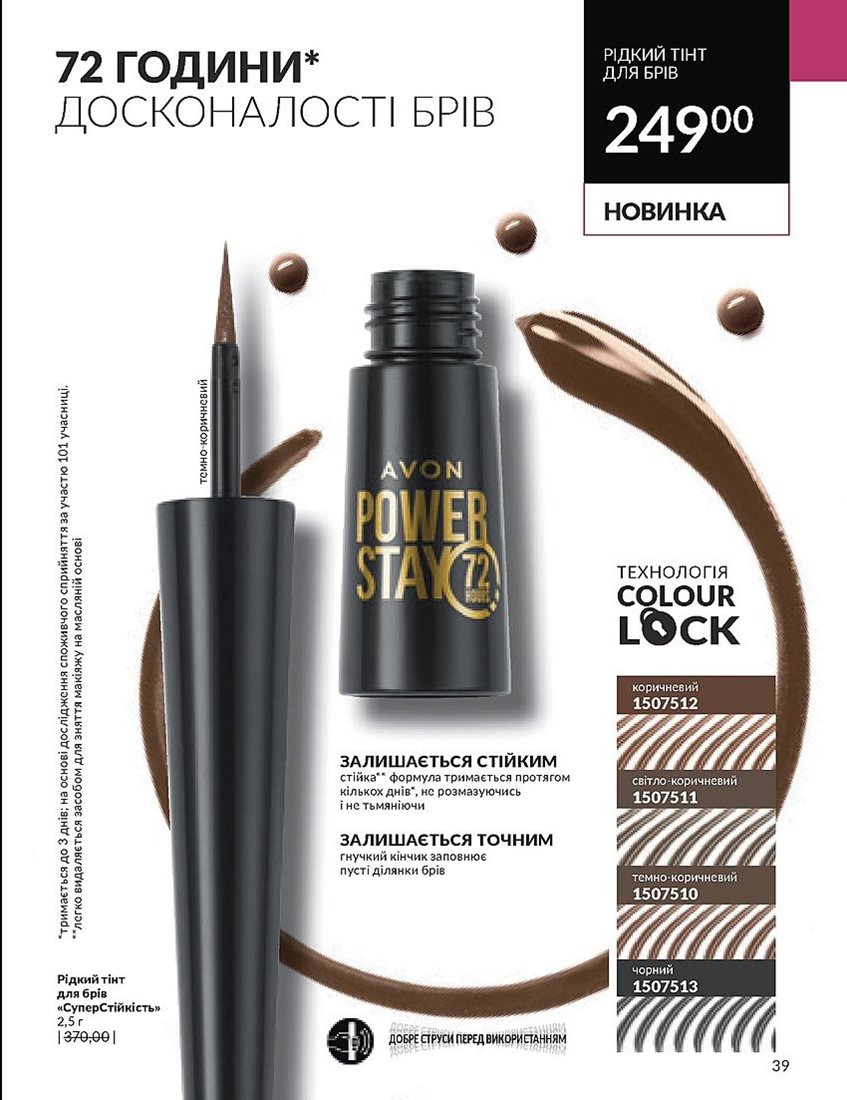 72 ГОДИНИ*
ДОСКОНАЛОСТІ БРІВ
РІДКИЙ ТІНТ
ДЛЯ БРІВ
249⁰⁰
НОВИНКА
темно-коричневий
*тримається до 3 днів; на основі дослідження споживчого сприйняття за участю 101 учасниці.
**легко видаляється засобом для зняття макіяжу на масляній основі
AVON
POWER
STAY
72
HOURS
ТЕХНОЛОГІЯ
COLOUR
LOCK
коричневий
1507512
світло-коричневий
1507511
темно-коричневий
1507510
чорний
1507513
ЗАЛИШАЄТЬСЯ СТІЙКИМ
стійка** формула тримається протягом
кількох днів*, не розмазуючись
і не тьмяніючи
ЗАЛИШАЄТЬСЯ ТОЧНИМ
гнучкий кінчик заповнює
пусті ділянки брів
Рідкий тінт
для брів
«СуперСтійкість»
2,5 г
| 370,00 |
ДОБРЕ СТРУСИ ПЕРЕД ВИКОРИСТАННЯМ
39